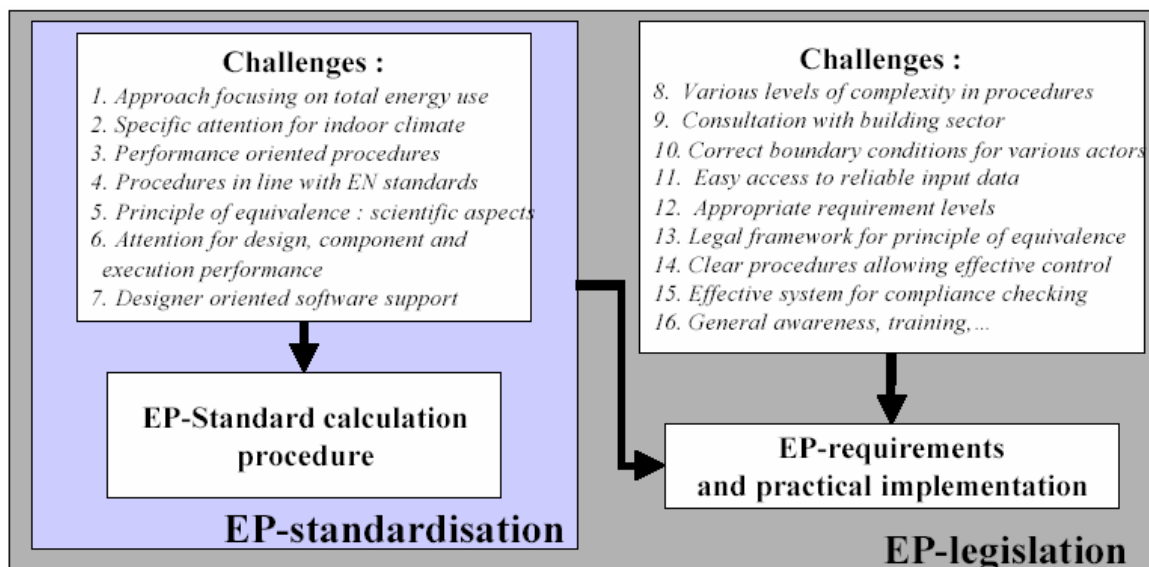 Challenges :
1. Approach focusing on total energy use
2. Specific attention for indoor climate
3. Performance oriented procedures
4. Procedures in line with EN standards
5. Principle of equivalence : scientific aspects
6. Attention for design, component and
execution performance
7. Designer oriented software support
EP-Standard calculation
procedure
EP-standardisation
Challenges :
8. Various levels of complexity in procedures
9. Consultation with building sector
10. Correct boundary conditions for various actors
11. Easy access to reliable input data
12. Appropriate requirement levels
13. Legal framework for principle of equivalence
14. Clear procedures allowing effective control
15. Effective system for compliance checking
16. General awareness, training,...
EP-requirements
and practical implementation
EP-legislation